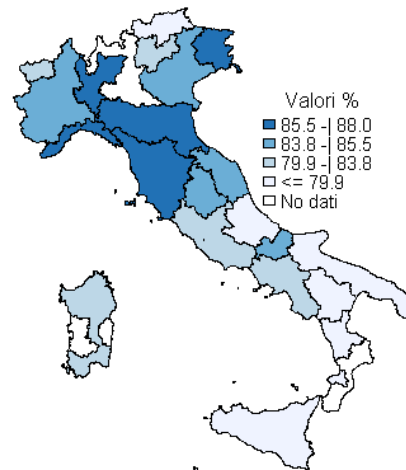 Valori %
85.5 -| 88.0
83.8 -| 85.5
79.9 -| 83.8
<= 79.9
No dati